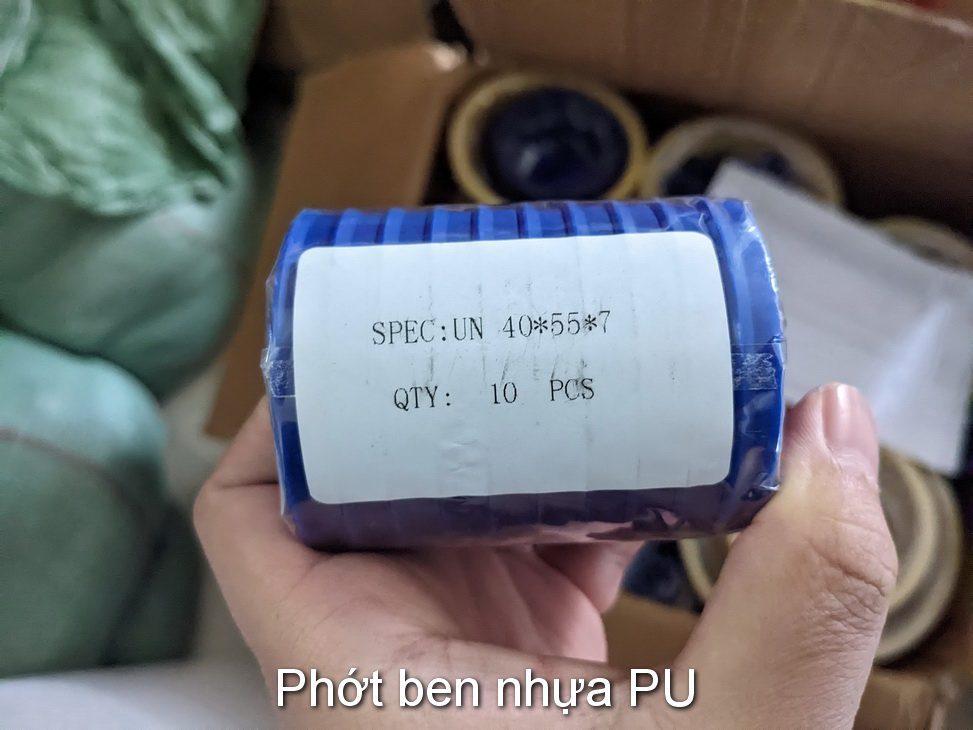 SPEC:UN 40*55*7
QTY: 10 PCS
Phớt ben nhựa PU